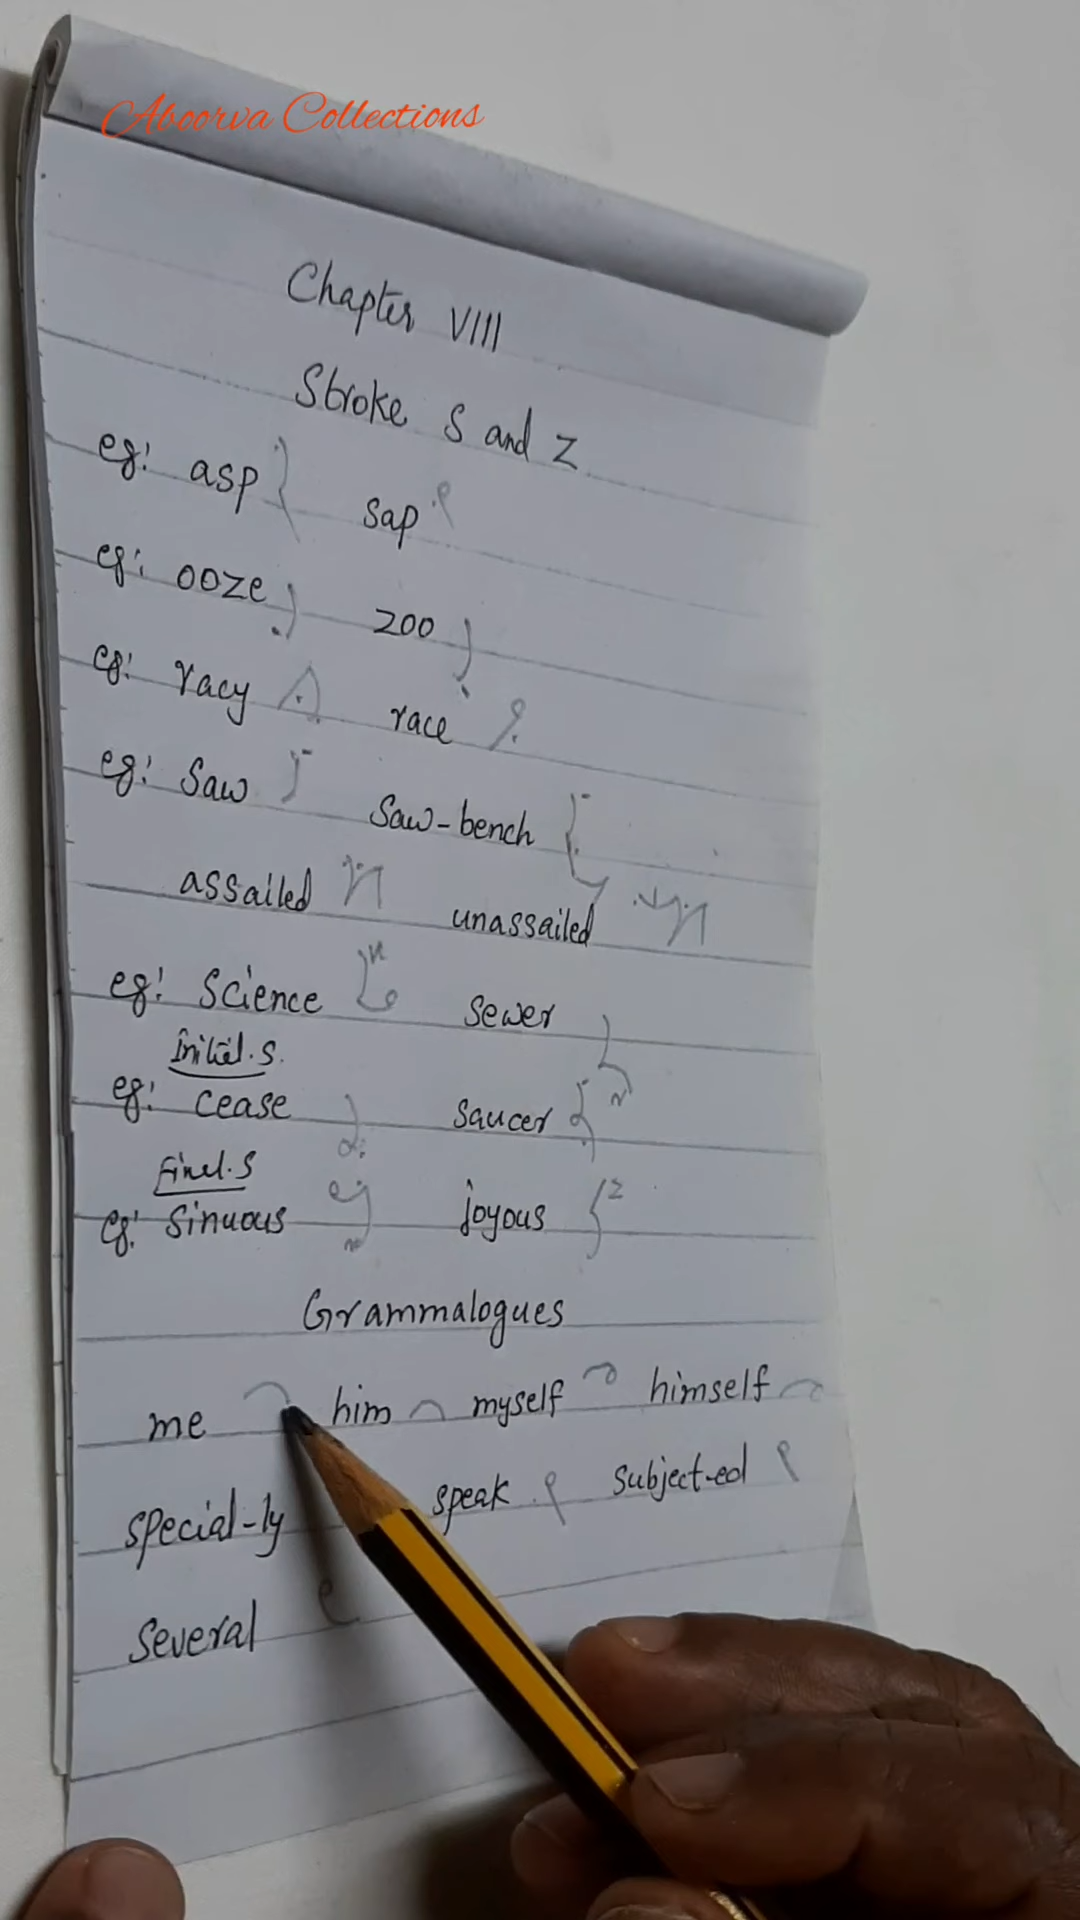 Aboorva Collections
Chapter VIII
Stroke S and Z
eg: asp sap
eg: ooze zoo
eg: racy race
eg: Saw Saw-bench
assailed unassailed
eg: Science Sewer
Initial.S.
eg: cease saucer
Final.S
eg: Sinuous joyous
Grammalogues
me him myself himself
special-ly speak subject-ed
Several